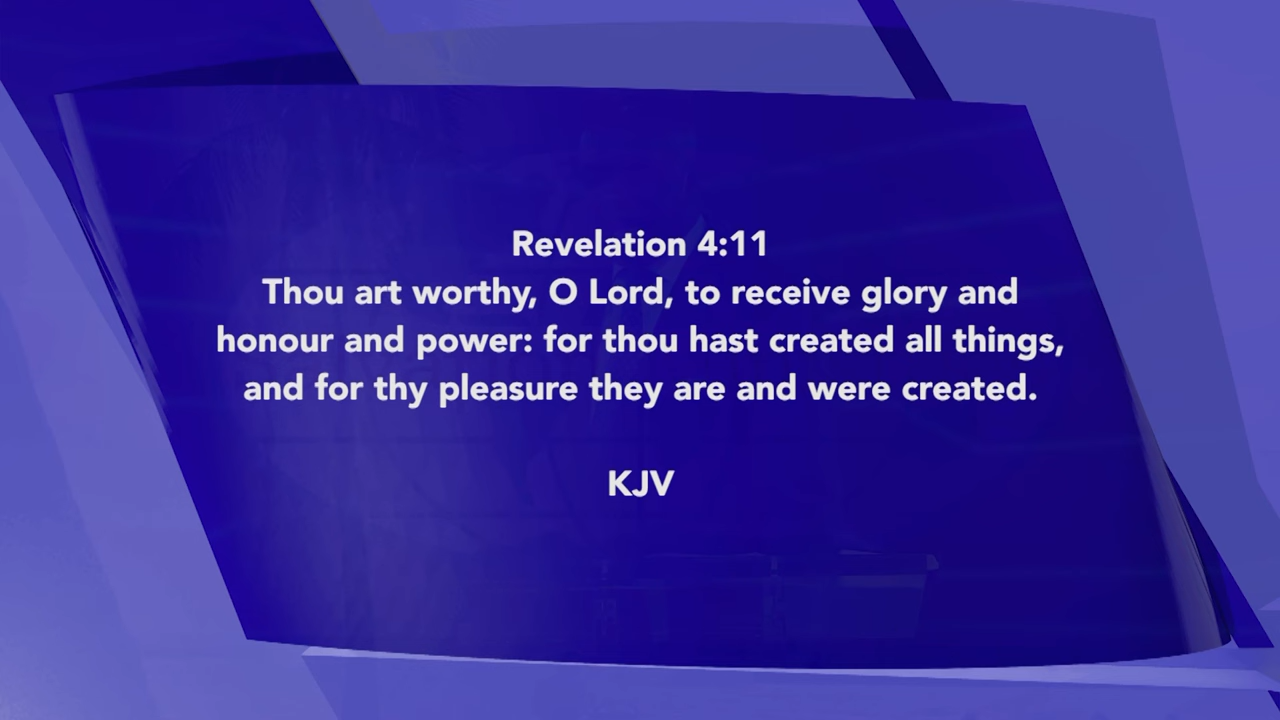 Revelation 4:11
Thou art worthy, O Lord, to receive glory and
honour and power: for thou hast created all things,
and for thy pleasure they are and were created.
KJV